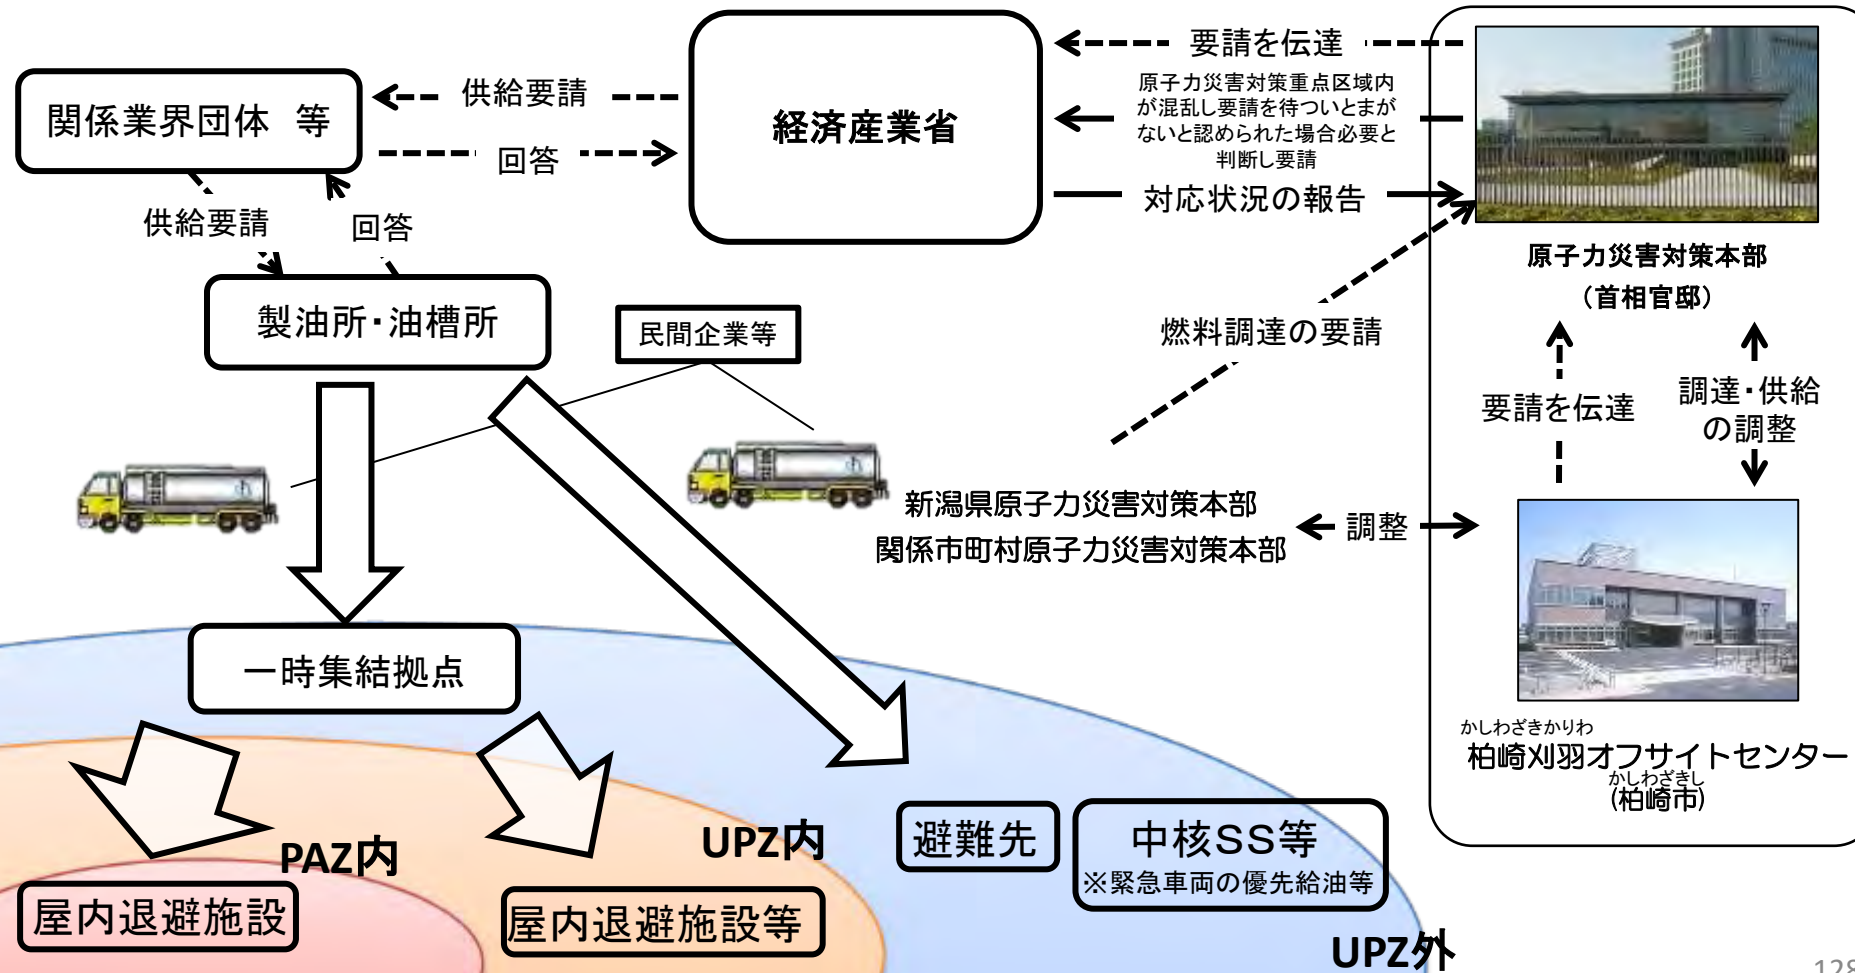 要請を伝達
原子力災害対策重点区域内
が混乱し要請を待ついとまが
ないと認められた場合必要と
判断し要請
対応状況の報告
経済産業省
供給要請
回答
関係業界団体　等
供給要請
回答
製油所・油槽所
民間企業等
燃料調達の要請
原子力災害対策本部
（首相官邸）
要請を伝達
調達・供給
の調整
新潟県原子力災害対策本部
関係市町村原子力災害対策本部
調整
かしわざきかりわ
柏崎刈羽オフサイトセンター
かしわざきし
(柏崎市)
一時集結拠点
PAZ内
UPZ内
避難先
中核SS等
※緊急車両の優先給油等
屋内退避施設
屋内退避施設等
UPZ外
128